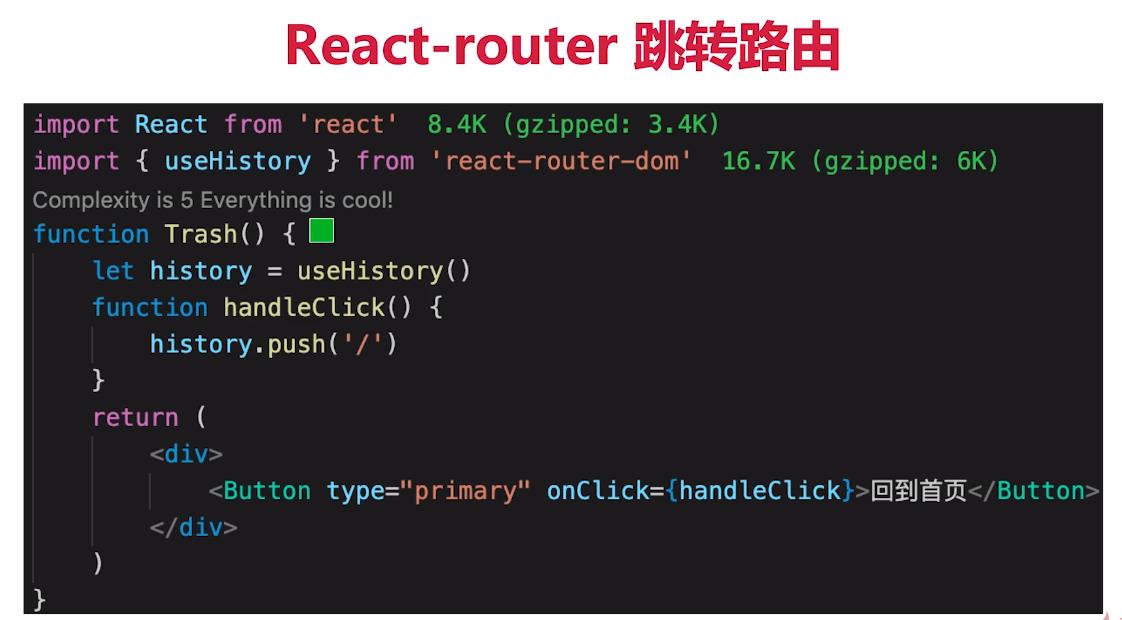 React-router 跳转路由
import React from 'react'  8.4K (gzipped: 3.4K)
import { useHistory } from 'react-router-dom'  16.7K (gzipped: 6K)
Complexity is 5 Everything is cool!
function Trash() {
    let history = useHistory()
    function handleClick() {
        history.push('/')
    }
    return (
        <div>
            <Button type="primary" onClick={handleClick}>回到首页</Button>
        </div>
    )
}